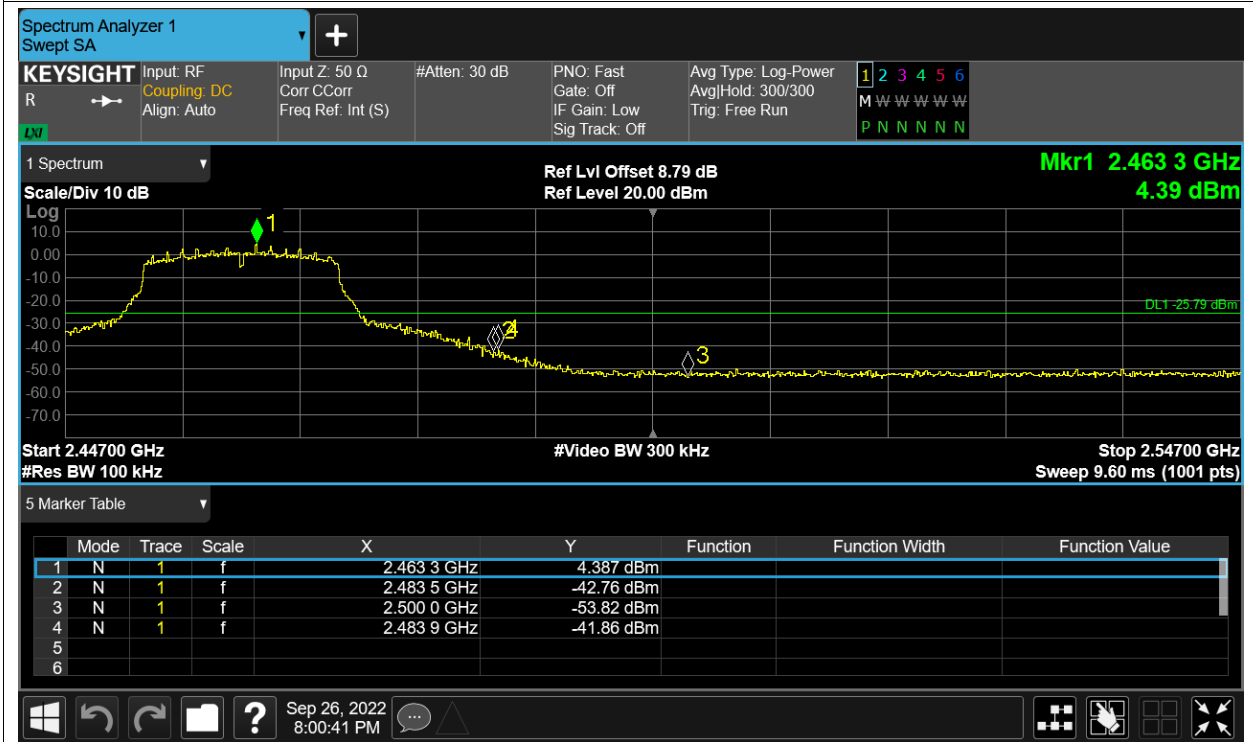 Spectrum Analyzer 1
Swept SA
+
KEYSIGHT Input: RF Input Z: 50 Ω #Atten: 30 dB PNO: Fast Avg Type: Log-Power 1 2 3 4 5 6
R Coupling: DC Corr CCorr Gate: Off Avg|Hold: 300/300 M W W W W W
Align: Auto Freq Ref: Int (S) IF Gain: Low Trig: Free Run
LXI Sig Track: Off P N N N N N
1 Spectrum Ref Lvl Offset 8.79 dB Mkr1 2.463 3 GHz
Scale/Div 10 dB Ref Level 20.00 dBm 4.39 dBm
Log
1
10.0
0.00
-10.0
-20.0
DL1 -25.79 dBm
-30.0
2 4
-40.0
3
-50.0
-60.0
-70.0
Start 2.44700 GHz #Video BW 300 kHz Stop 2.54700 GHz
#Res BW 100 kHz Sweep 9.60 ms (1001 pts)
5 Marker Table
Mode Trace Scale X Y Function Function Width Function Value
1 N 1 f 2.463 3 GHz 4.387 dBm
2 N 1 f 2.483 5 GHz -42.76 dBm
3 N 1 f 2.500 0 GHz -53.82 dBm
4 N 1 f 2.483 9 GHz -41.86 dBm
5
6
? Sep 26, 2022
8:00:41 PM